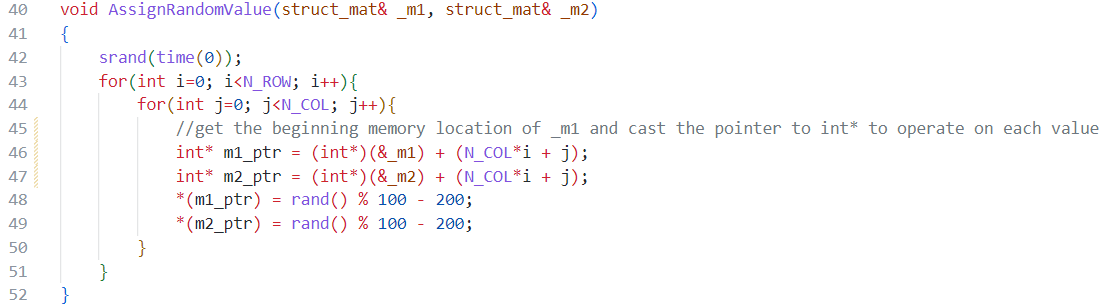 40 void AssignRandomValue(struct_mat& _m1, struct_mat& _m2)
41 {
42     srand(time(0));
43     for(int i=0; i<N_ROW; i++){
44         for(int j=0; j<N_COL; j++){
45             //get the beginning memory location of _m1 and cast the pointer to int* to operate on each value
46             int* m1_ptr = (int*)(&_m1) + (N_COL*i + j);
47             int* m2_ptr = (int*)(&_m2) + (N_COL*i + j);
48             *(m1_ptr) = rand() % 100 - 200;
49             *(m2_ptr) = rand() % 100 - 200;
50         }
51     }
52 }